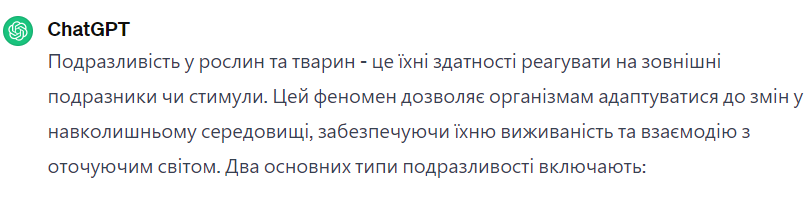 ChatGPT
Подразливість у рослин та тварин - це їхні здатності реагувати на зовнішні
подразники чи стимули. Цей феномен дозволяє організмам адаптуватися до змін у
навколишньому середовищі, забезпечуючи їхню виживаність та взаємодію з
оточуючим світом. Два основних типи подразливості включають: